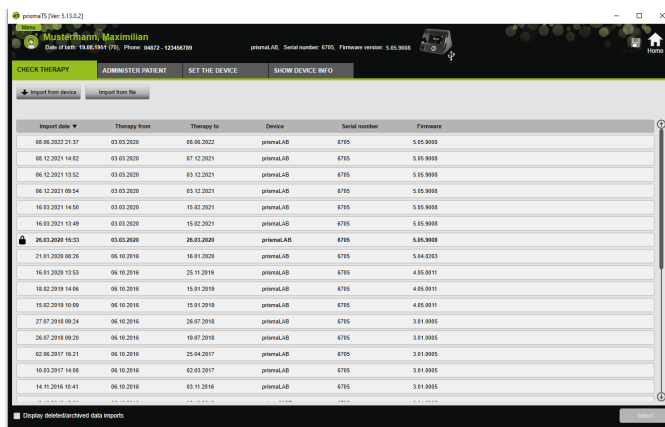 prismaTS [Ver: 5.13.0.2]
Menu
Mustermann, Maximilian
Date of birth: 19.08.1951 (70), Phone: 04872 - 123456789
prismaLAB, Serial number: 6705, Firmware version: 5.05.9008
Home
CHECK THERAPY ADMINISTER PATIENT SET THE DEVICE SHOW DEVICE INFO
Import from device Import from file
Import date ▼ Therapy from Therapy to Device Serial number Firmware
08.06.2022 21:37 03.03.2020 08.06.2022 prismaLAB 6705 5.05.9008
08.12.2021 14:02 03.03.2020 07.12.2021 prismaLAB 6705 5.05.9008
06.12.2021 13:52 03.03.2020 03.12.2021 prismaLAB 6705 5.05.9008
06.12.2021 09:54 03.03.2020 03.12.2021 prismaLAB 6705 5.05.9008
16.03.2021 14:50 03.03.2020 15.02.2021 prismaLAB 6705 5.05.9008
16.03.2021 13:49 03.03.2020 15.02.2021 prismaLAB 6705 5.05.9008
26.03.2020 15:33 03.03.2020 26.03.2020 prismaLAB 6705 5.05.9008
21.01.2020 08:26 06.10.2016 16.01.2020 prismaLAB 6705 5.04.0263
16.01.2020 13:53 06.10.2016 25.11.2019 prismaLAB 6705 4.05.0011
18.02.2019 14:06 06.10.2016 15.01.2019 prismaLAB 6705 4.05.0011
15.02.2019 10:09 06.10.2016 15.01.2019 prismaLAB 6705 4.05.0011
27.07.2018 09:24 06.10.2016 26.07.2018 prismaLAB 6705 3.01.0005
26.07.2018 09:20 06.10.2016 19.07.2018 prismaLAB 6705 3.01.0005
02.06.2017 16:21 06.10.2016 25.04.2017 prismaLAB 6705 3.01.0005
10.03.2017 14:08 06.10.2016 02.03.2017 prismaLAB 6705 3.01.0005
14.11.2016 10:41 06.10.2016 03.11.2016 prismaLAB 6705 3.01.0005
Display deleted/archived data imports
Select